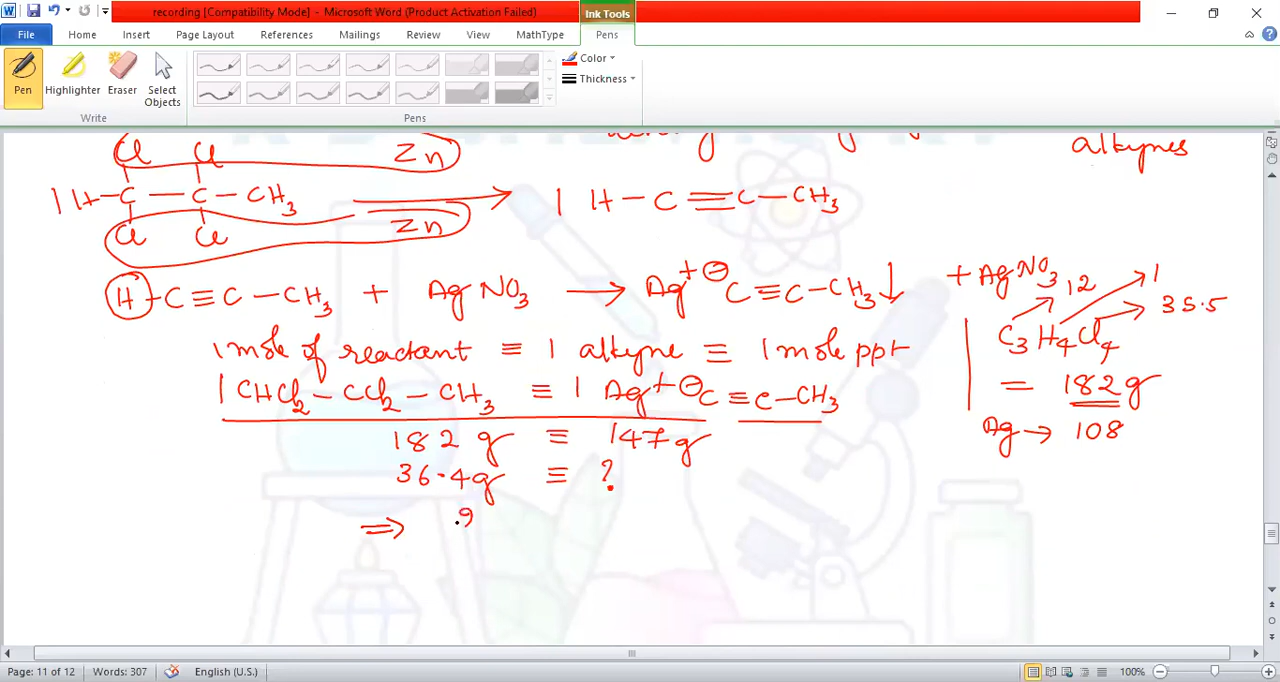 recording [Compatibility Mode] - Microsoft Word (Product Activation Failed)
Ink Tools
File Home Insert Page Layout References Mailings Review View MathType Pens
Pen Highlighter Eraser Select Objects
Color
Thickness
Write Pens
alkynes
Cl Cl Zn
1 H-C-C-CH3 → 1 H-C≡C-CH3
Cl Cl Zn
H-C≡C-CH3 + AgNO3 → Ag+ ⊖C≡C-CH3↓
+ AgNO3
12 1 35.5
C3H4Cl4
= 182g
Ag → 108
1 mole of reactant ≡ 1 alkyne ≡ 1 mole ppt
1 CHCl2-CCl2-CH3 ≡ 1 Ag+ ⊖C≡C-CH3
182 g ≡ 147g
36.4g ≡ ?
⇒ .9
Page: 11 of 12 Words: 307 English (U.S.) 100%